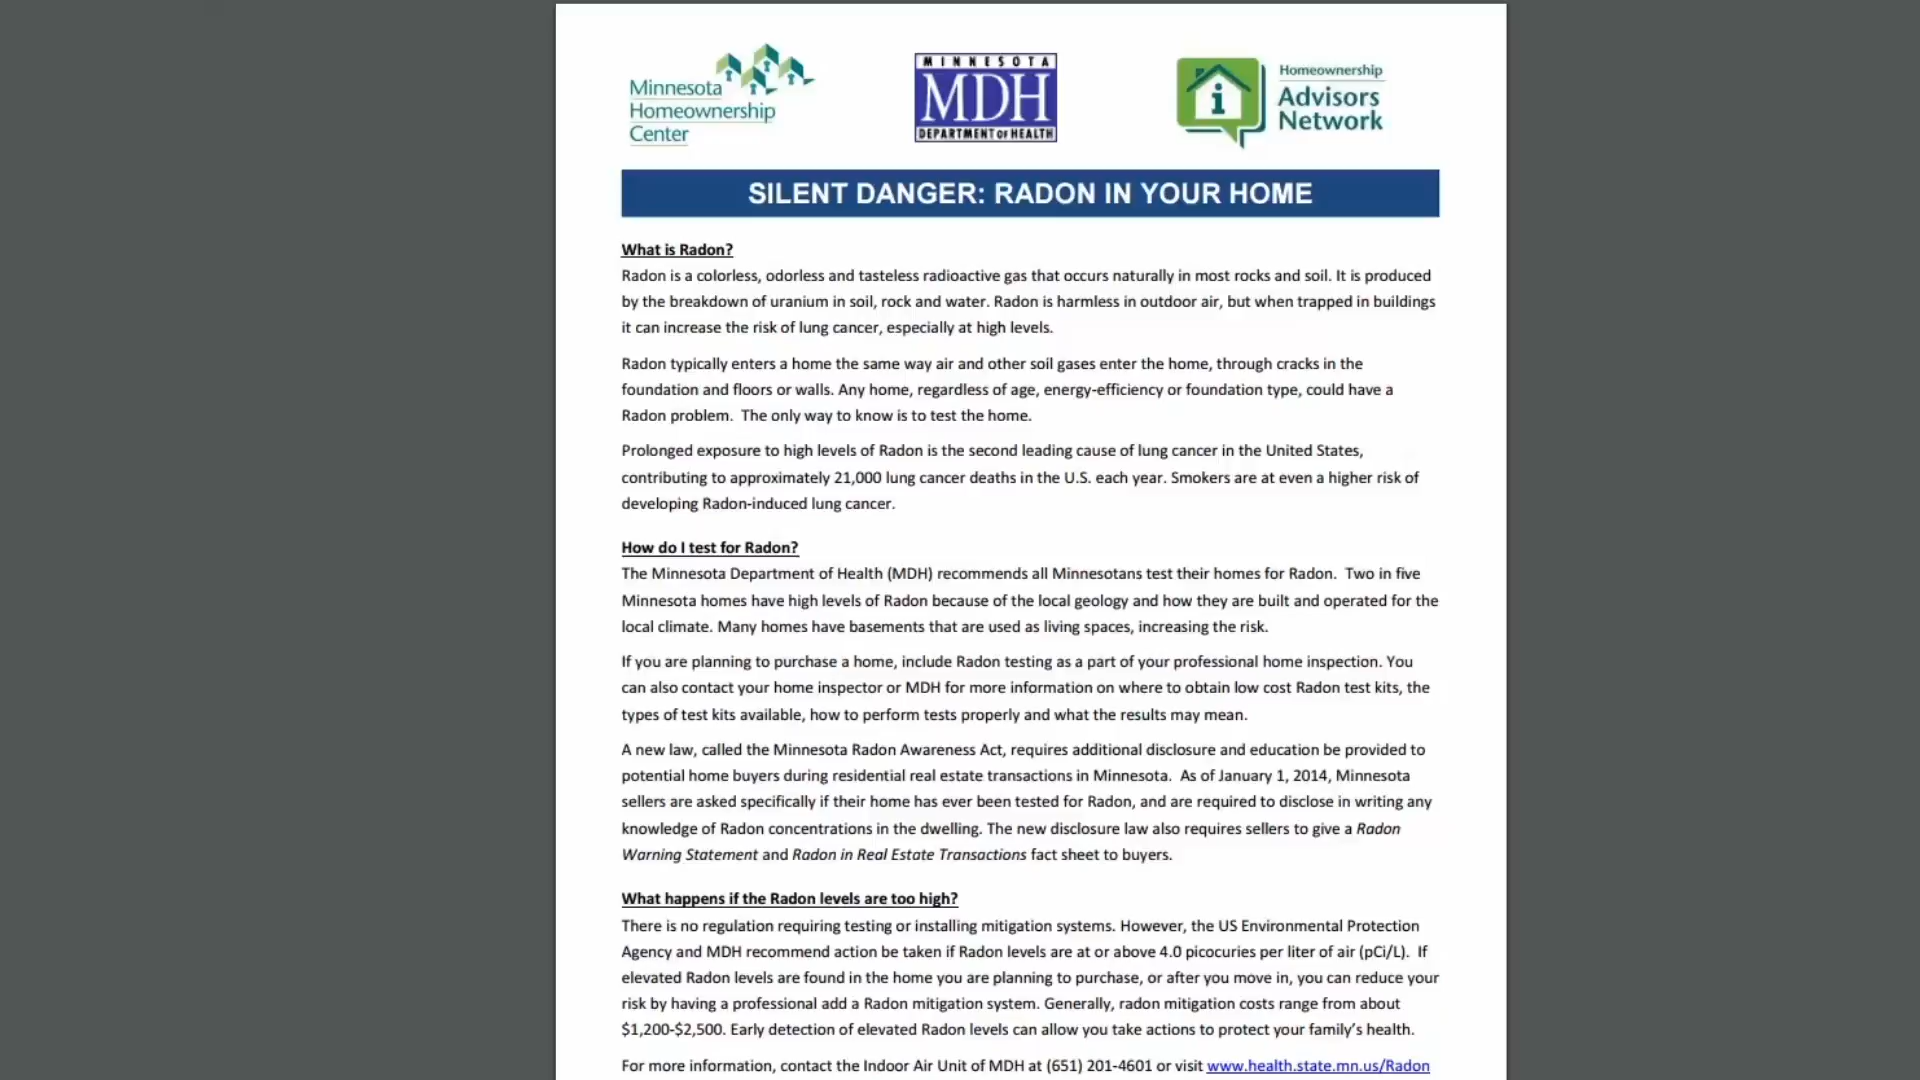 Minnesota
Homeownership
Center
MINNESOTA
MDH
DEPARTMENT OF HEALTH
i
Homeownership
Advisors
Network
SILENT DANGER: RADON IN YOUR HOME
What is Radon?
Radon is a colorless, odorless and tasteless radioactive gas that occurs naturally in most rocks and soil. It is produced
by the breakdown of uranium in soil, rock and water. Radon is harmless in outdoor air, but when trapped in buildings
it can increase the risk of lung cancer, especially at high levels.
Radon typically enters a home the same way air and other soil gases enter the home, through cracks in the
foundation and floors or walls. Any home, regardless of age, energy-efficiency or foundation type, could have a
Radon problem.  The only way to know is to test the home.
Prolonged exposure to high levels of Radon is the second leading cause of lung cancer in the United States,
contributing to approximately 21,000 lung cancer deaths in the U.S. each year. Smokers are at even a higher risk of
developing Radon-induced lung cancer.
How do I test for Radon?
The Minnesota Department of Health (MDH) recommends all Minnesotans test their homes for Radon.  Two in five
Minnesota homes have high levels of Radon because of the local geology and how they are built and operated for the
local climate. Many homes have basements that are used as living spaces, increasing the risk.
If you are planning to purchase a home, include Radon testing as a part of your professional home inspection. You
can also contact your home inspector or MDH for more information on where to obtain low cost Radon test kits, the
types of test kits available, how to perform tests properly and what the results may mean.
A new law, called the Minnesota Radon Awareness Act, requires additional disclosure and education be provided to
potential home buyers during residential real estate transactions in Minnesota.  As of January 1, 2014, Minnesota
sellers are asked specifically if their home has ever been tested for Radon, and are required to disclose in writing any
knowledge of Radon concentrations in the dwelling. The new disclosure law also requires sellers to give a Radon
Warning Statement and Radon in Real Estate Transactions fact sheet to buyers.
What happens if the Radon levels are too high?
There is no regulation requiring testing or installing mitigation systems. However, the US Environmental Protection
Agency and MDH recommend action be taken if Radon levels are at or above 4.0 picocuries per liter of air (pCi/L).  If
elevated Radon levels are found in the home you are planning to purchase, or after you move in, you can reduce your
risk by having a professional add a Radon mitigation system. Generally, radon mitigation costs range from about
$1,200-$2,500. Early detection of elevated Radon levels can allow you take actions to protect your family's health.
For more information, contact the Indoor Air Unit of MDH at (651) 201-4601 or visit www.health.state.mn.us/Radon